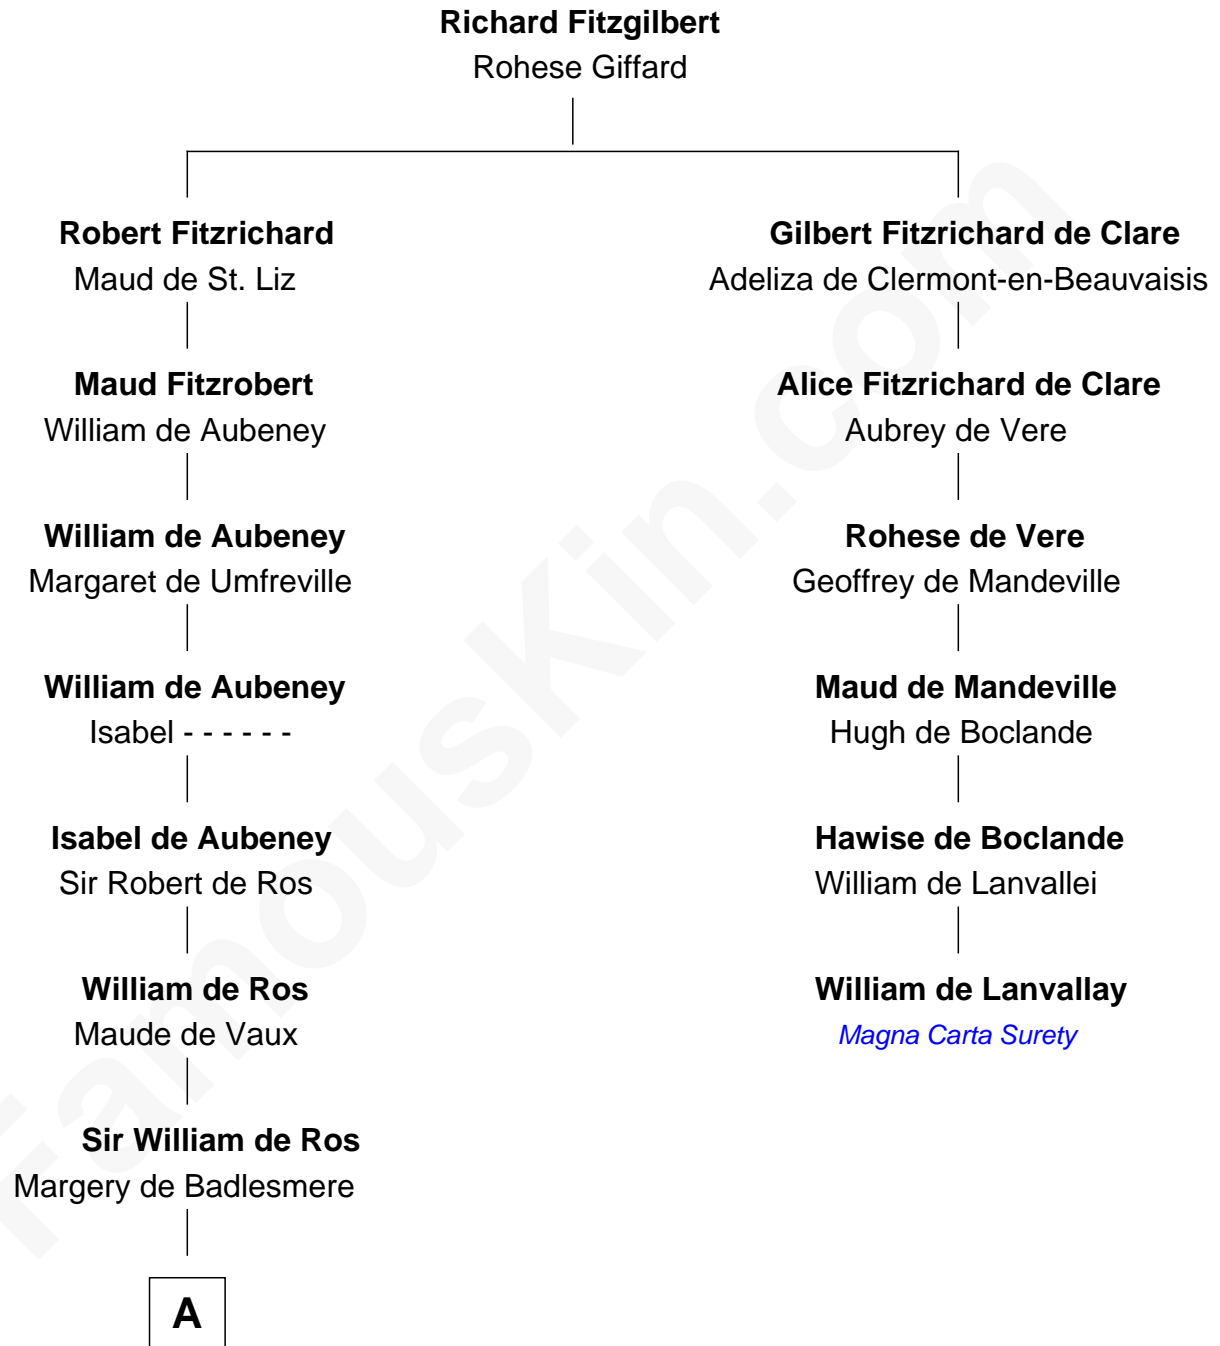 Richard Fitzgilbert
Rohese Giffard
Robert Fitzrichard
Maud de St. Liz
Gilbert Fitzrichard de Clare
Adeliza de Clermont-en-Beauvaisis
Maud Fitzrobert
William de Aubeney
Alice Fitzrichard de Clare
Aubrey de Vere
William de Aubeney
Margaret de Umfreville
Rohese de Vere
Geoffrey de Mandeville
William de Aubeney
Isabel - - - - - -
Maud de Mandeville
Hugh de Boclande
Isabel de Aubeney
Sir Robert de Ros
Hawise de Boclande
William de Lanvallei
William de Ros
Maude de Vaux
William de Lanvallay
Magna Carta Surety
Sir William de Ros
Margery de Badlesmere
A
FamousKin.com